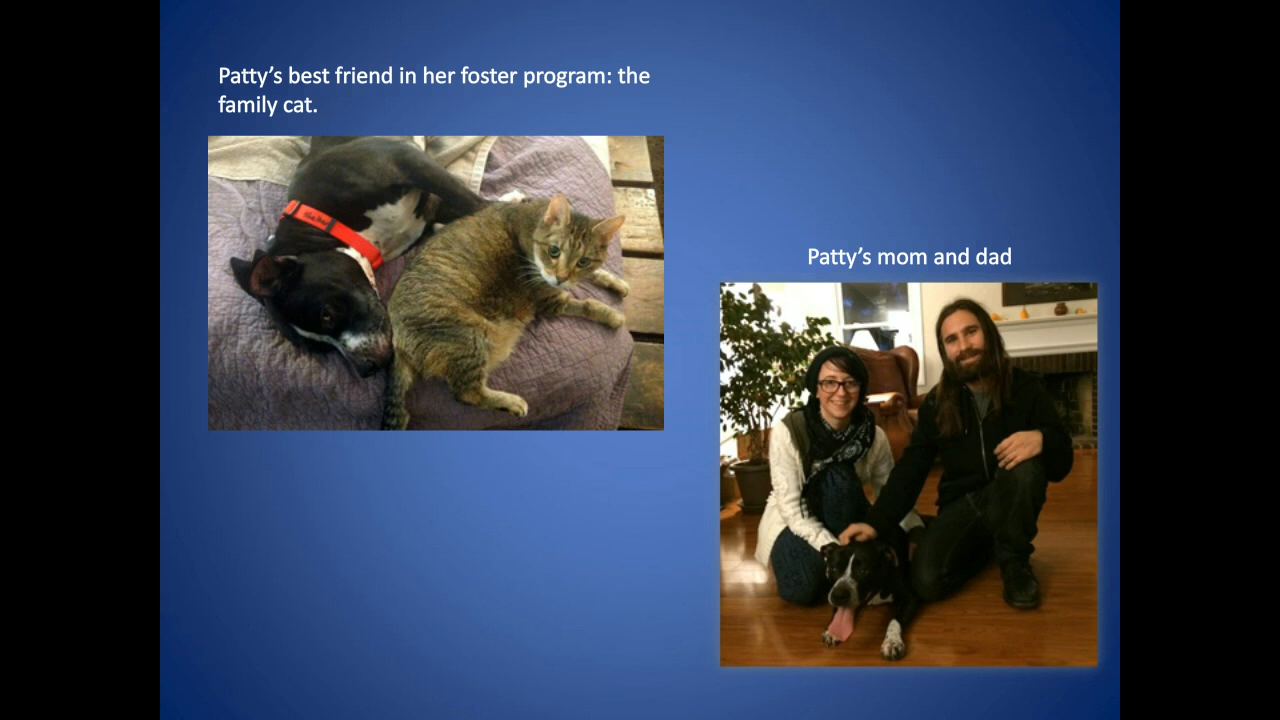 Patty’s best friend in her foster program: the
family cat.
Patty’s mom and dad